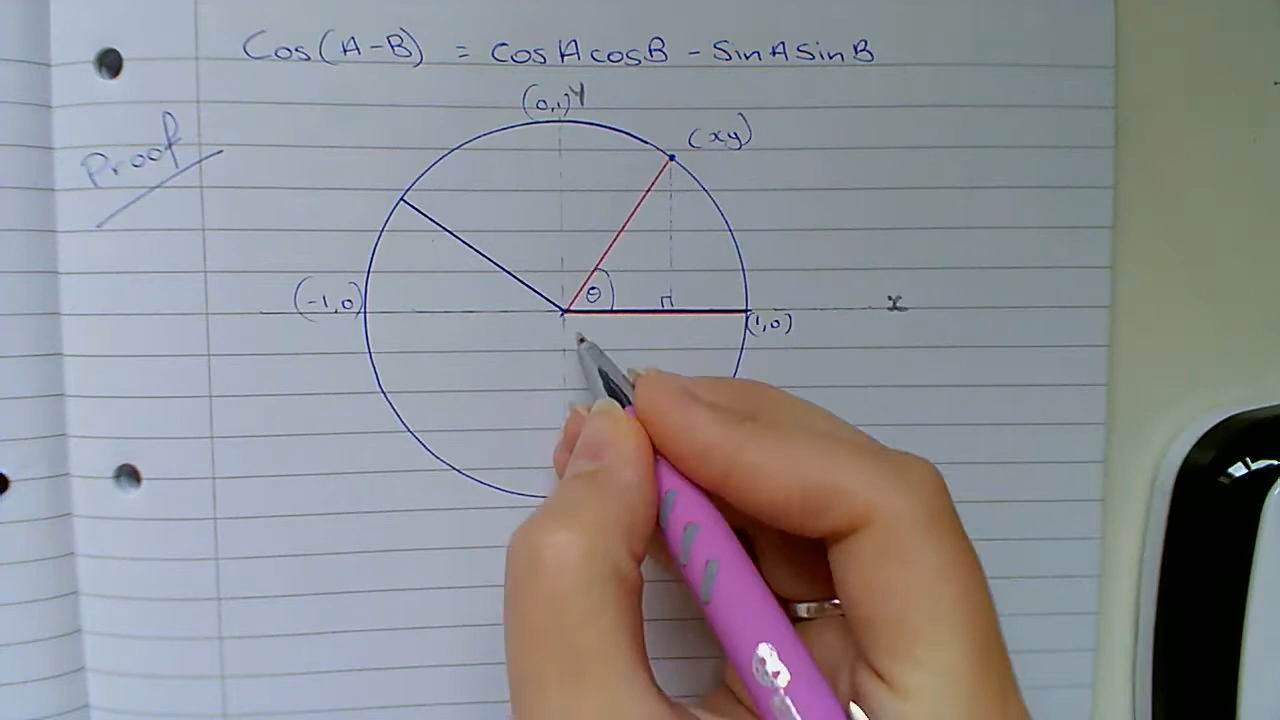 Cos(A-B) = CosAcosB - SinASinB
(0,1) Y
(x,y)
Proof
θ
(-1,0)
x
(1,0)